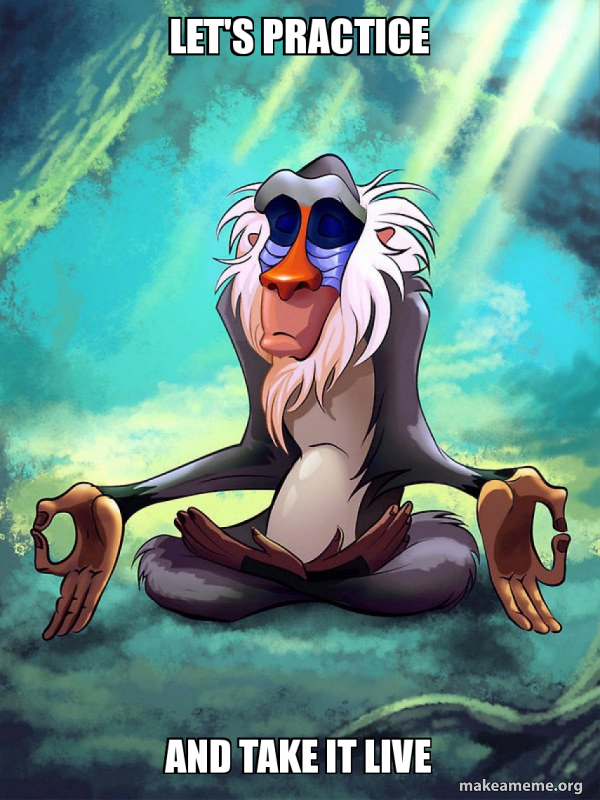 LET'S PRACTICE
AND TAKE IT LIVE
makeameme.org